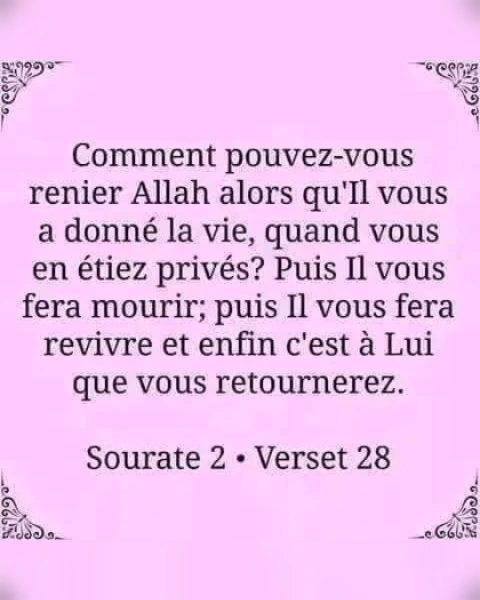 Comment pouvez-vous
renier Allah alors qu'Il vous
a donné la vie, quand vous
en étiez privés? Puis Il vous
fera mourir; puis Il vous fera
revivre et enfin c'est à Lui
que vous retournerez.
Sourate 2 • Verset 28